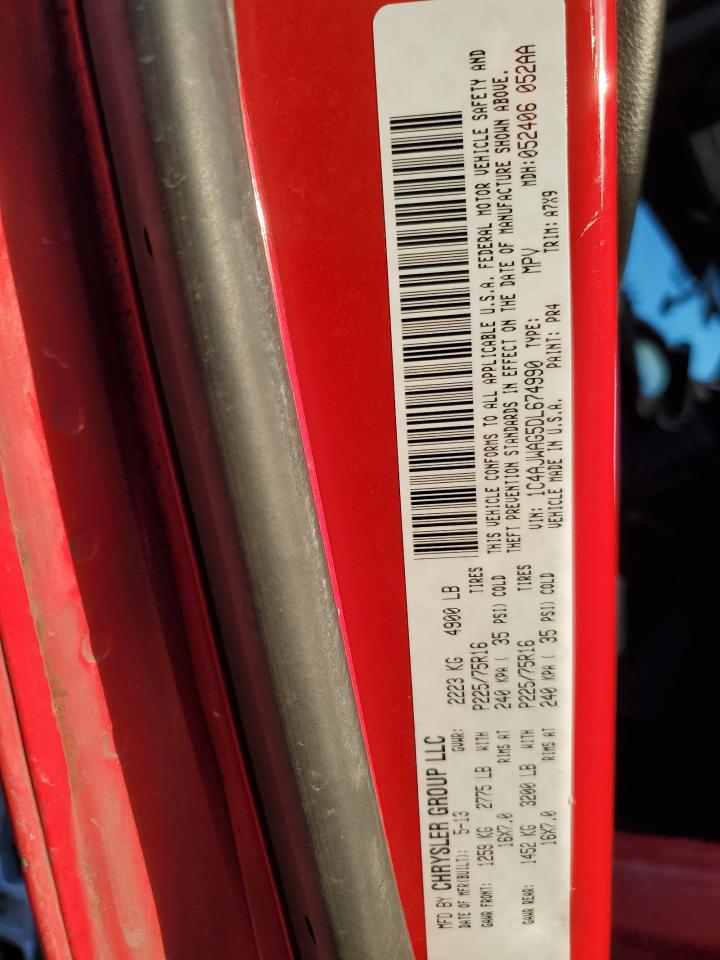 MFD BY CHRYSLER GROUP LLC
DATE OF MFR(BUILT): 5-13 GVWR: 2223 KG 4900 LB
GAWR FRONT: 1259 KG 2775 LB WITH P225/75R16 TIRES
16X7.0 RIMS AT 240 KPA ( 35 PSI) COLD
GAWR REAR: 1452 KG 3200 LB WITH P225/75R16 TIRES
16X7.0 RIMS AT 240 KPA ( 35 PSI) COLD
THIS VEHICLE CONFORMS TO ALL APPLICABLE U.S.A. FEDERAL MOTOR VEHICLE SAFETY AND
THEFT PREVENTION STANDARDS IN EFFECT ON THE DATE OF MANUFACTURE SHOWN ABOVE.
VIN: 1C4AJWAG5DL674990 TYPE: MPV MDH:052406 052AA
VEHICLE MADE IN U.S.A. PAINT: PR4 TRIM: A7X9